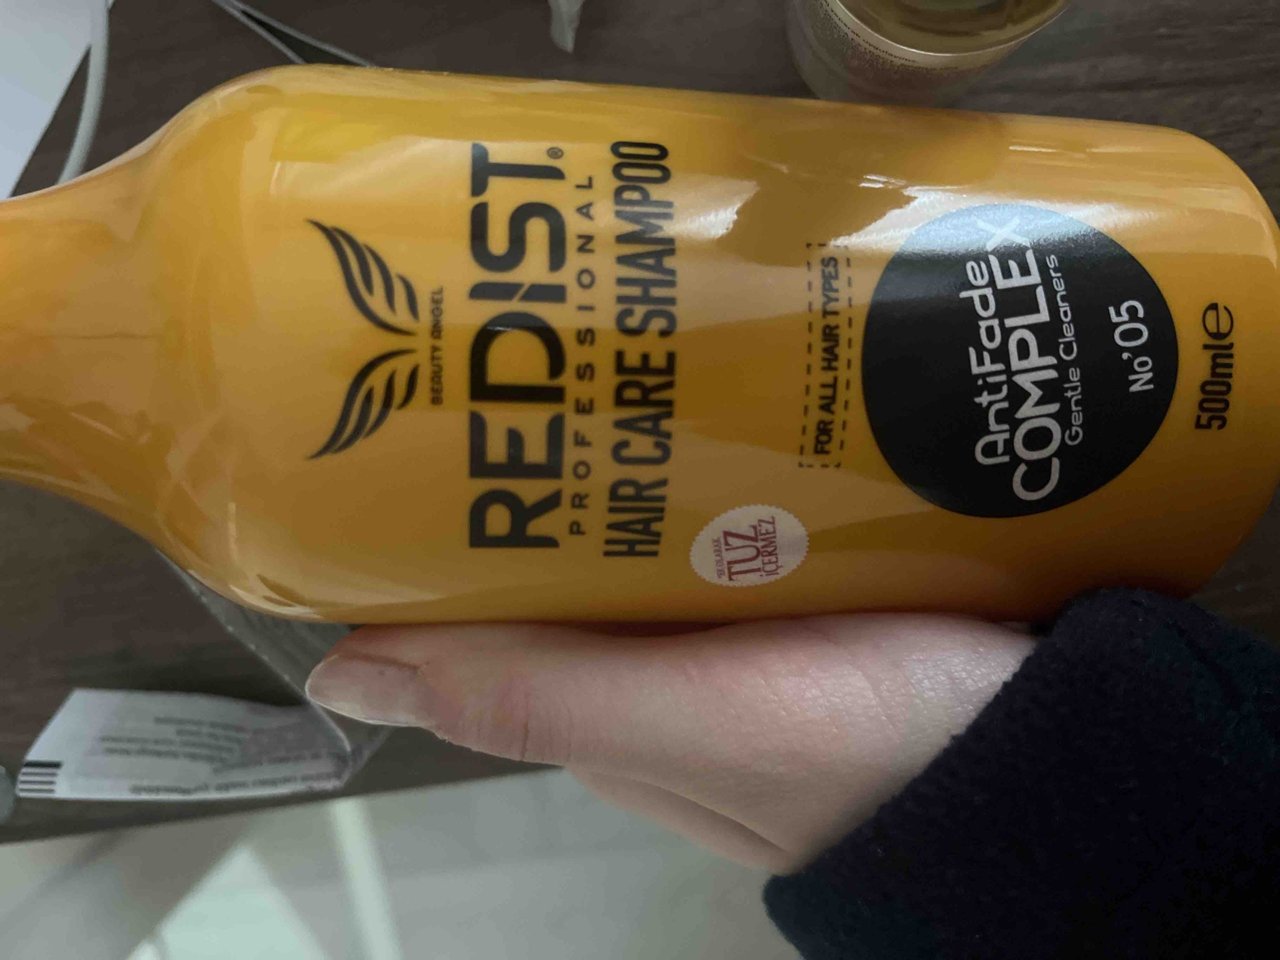 BEAUTY ANGEL
REDIST®
PROFESSIONAL
HAIR CARE SHAMPOO
TUZ
İÇERMEZ
FOR ALL HAIR TYPES
AntiFade
COMPLEX
Gentle Cleaners
No'05
500ml e